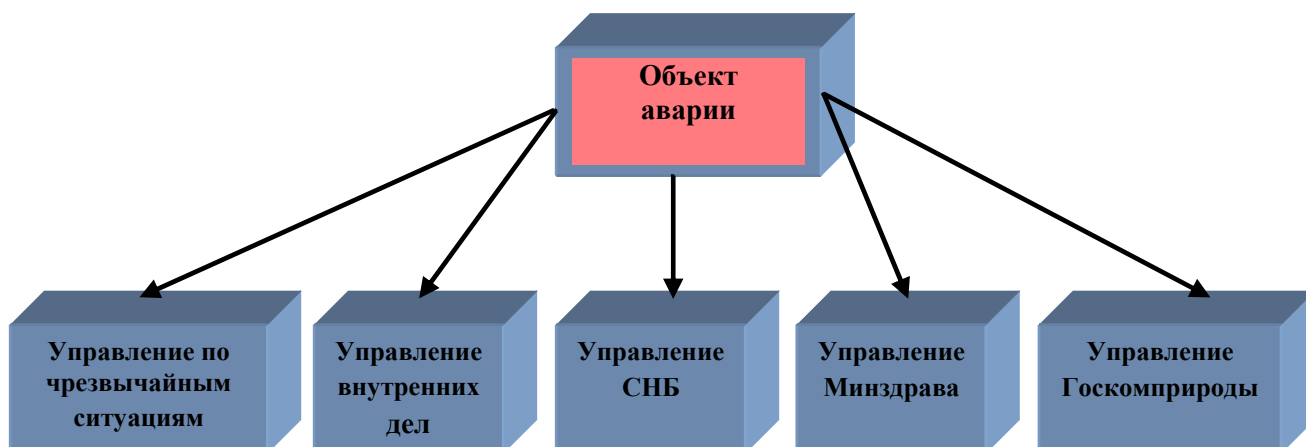 Объект
аварии
Управление по
чрезвычайным
ситуациям
Управление
внутренних
дел
Управление
СНБ
Управление
Минздрава
Управление
Госкомприроды